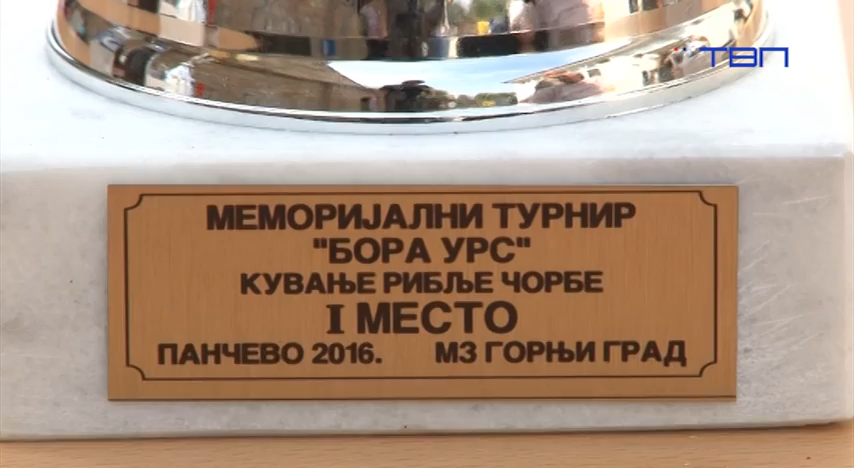 ТВП
МЕМОРИЈАЛНИ ТУРНИР
"БОРА УРС"
КУВАЊЕ РИБЉЕ ЧОРБЕ
I МЕСТО
ПАНЧЕВО 2016. МЗ ГОРЊИ ГРАД